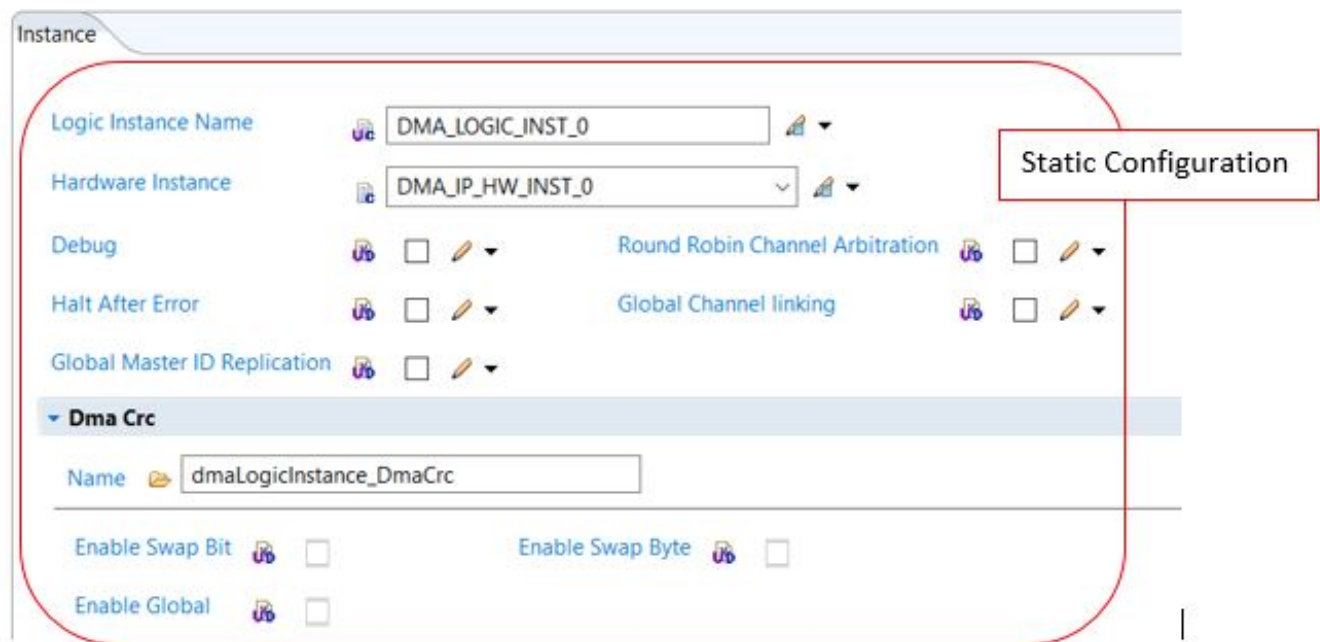 Instance
Logic Instance Name DMA_LOGIC_INST_0
Static Configuration
Hardware Instance DMA_IP_HW_INST_0
Debug Round Robin Channel Arbitration
Halt After Error Global Channel linking
Global Master ID Replication
Dma Crc
Name dmaLogicInstance_DmaCrc
Enable Swap Bit Enable Swap Byte
Enable Global